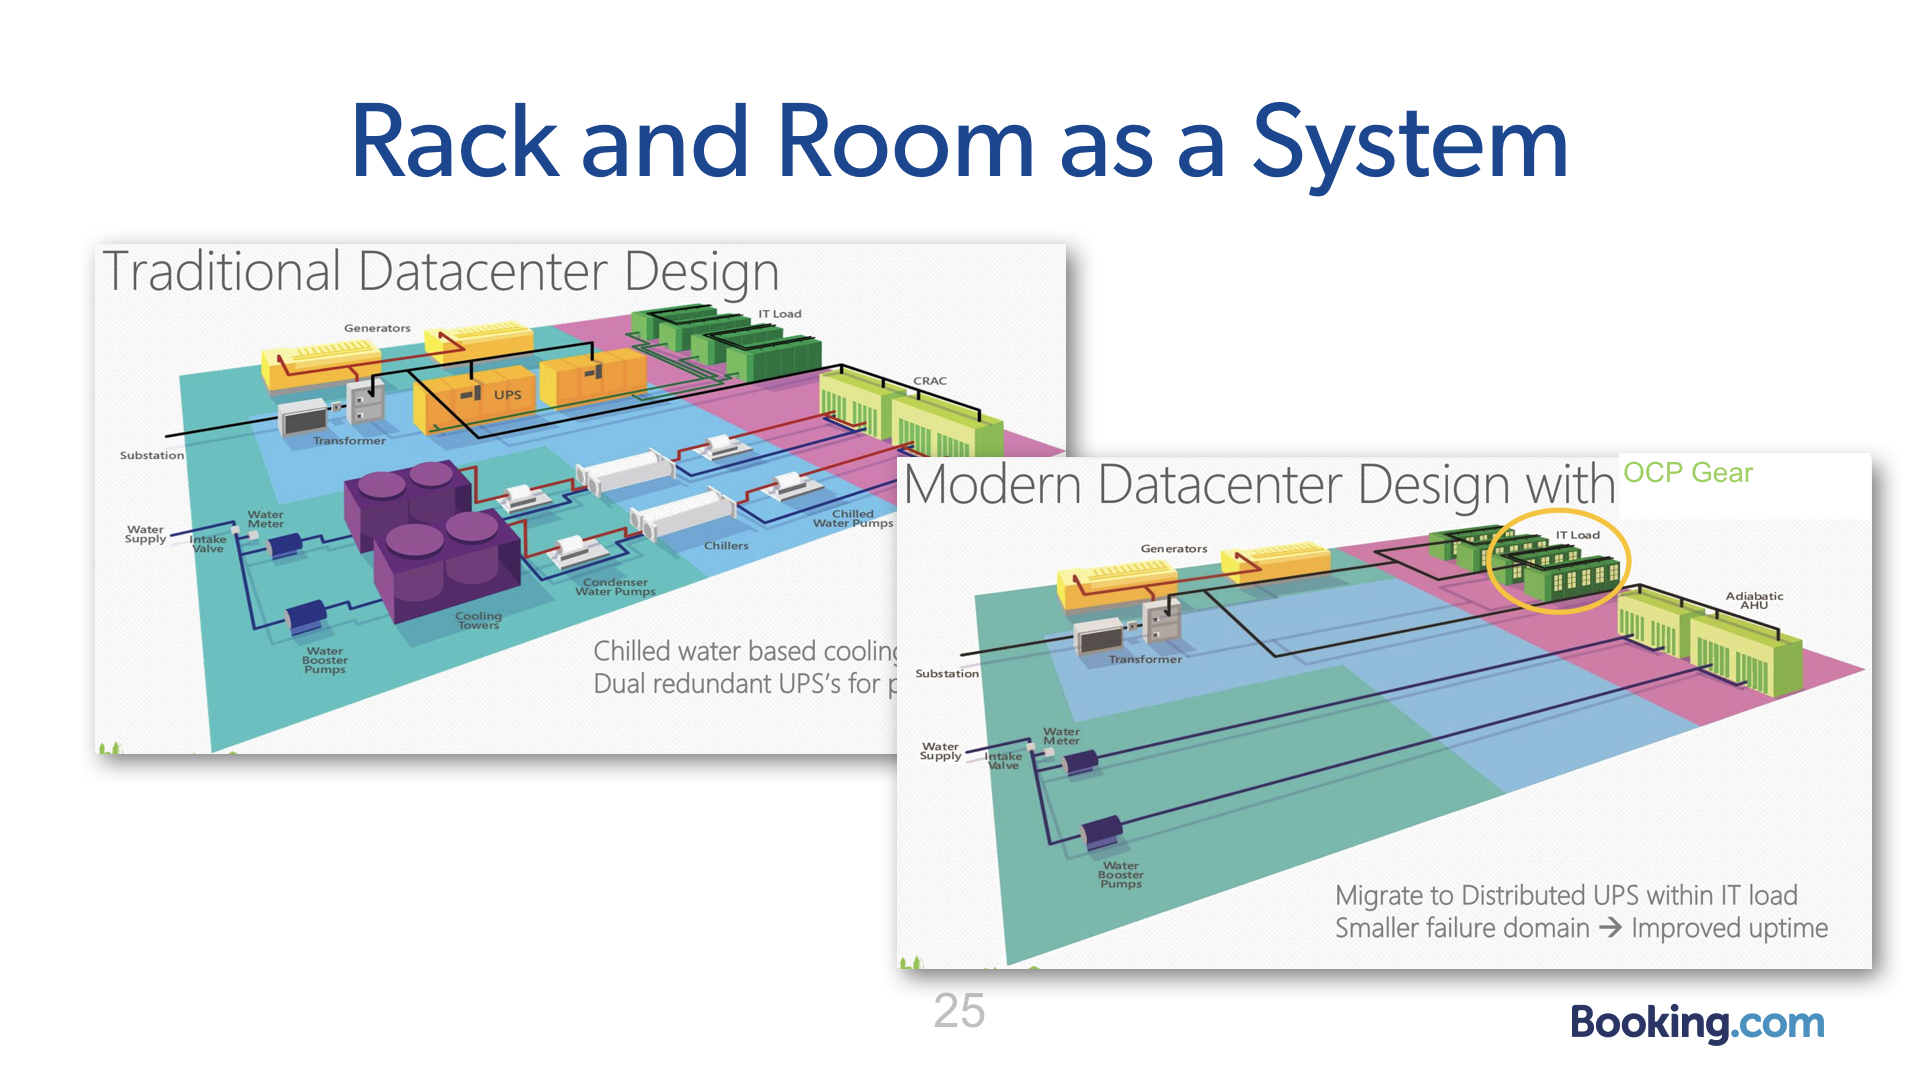 Rack and Room as a System
Traditional Datacenter Design
Generators
IT Load
CRAC
UPS
Transformer
Substation
Water
Supply
Intake
Valve
Water
Meter
Chilled
Water Pumps
Chillers
Condenser
Water Pumps
Cooling
Towers
Water
Booster
Pumps
Chilled water based cooling
Dual redundant UPS's for
Modern Datacenter Design with
OCP Gear
Generators
IT Load
Adiabatic
AHU
Transformer
Substation
Water
Supply
Intake
Valve
Water
Meter
Water
Booster
Pumps
Migrate to Distributed UPS within IT load
Smaller failure domain → Improved uptime
25
Booking.com